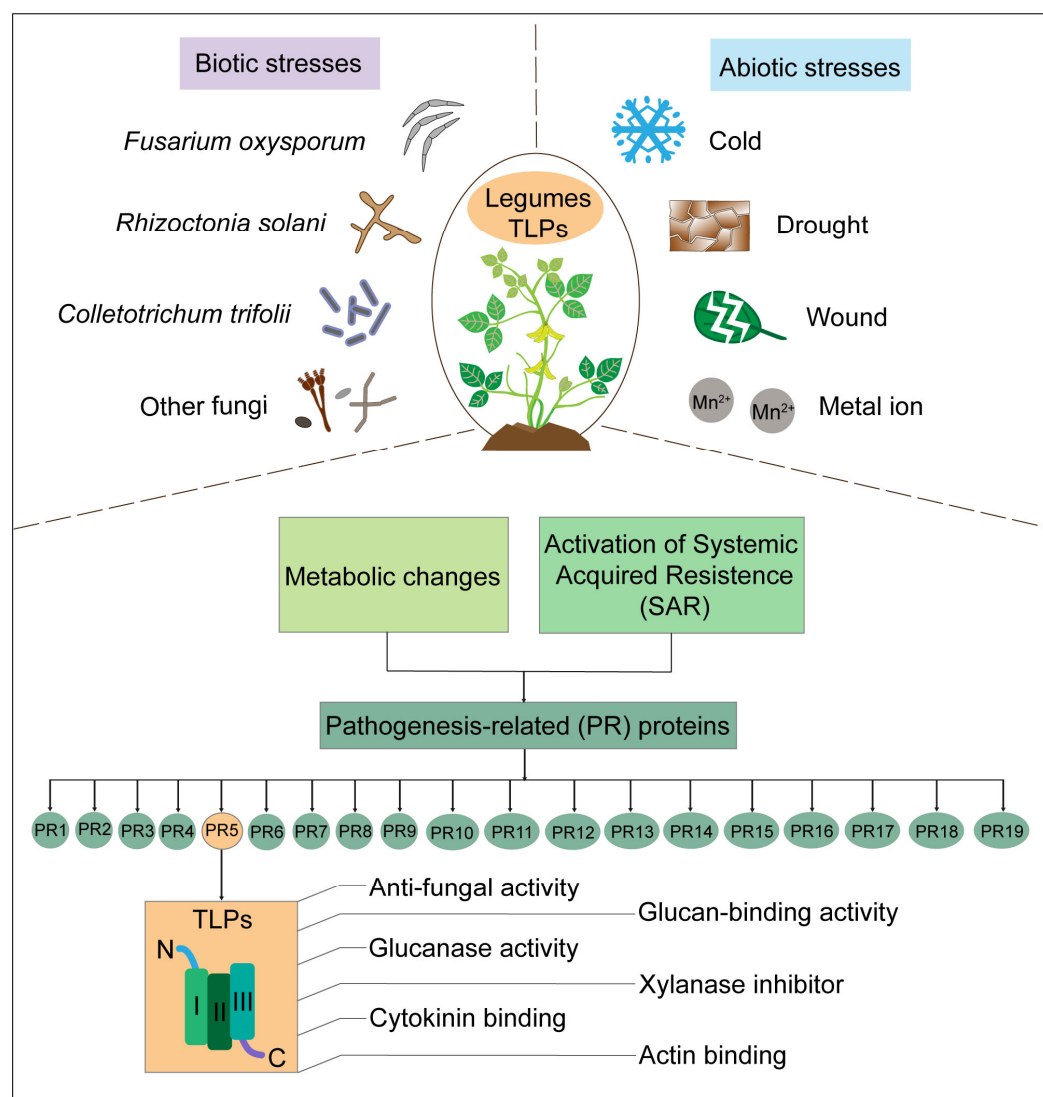 Biotic stresses
Abiotic stresses
Fusarium oxysporum
Cold
Legumes
TLPs
Rhizoctonia solani
Drought
Colletotrichum trifolii
Wound
Other fungi
Mn²⁺
Mn²⁺
Metal ion
Metabolic changes
Activation of Systemic
Acquired Resistence
(SAR)
Pathogenesis-related (PR) proteins
PR1 PR2 PR3 PR4 PR5 PR6 PR7 PR8 PR9 PR10 PR11 PR12 PR13 PR14 PR15 PR16 PR17 PR18 PR19
TLPs
N
I II III
C
Anti-fungal activity
Glucan-binding activity
Glucanase activity
Xylanase inhibitor
Cytokinin binding
Actin binding